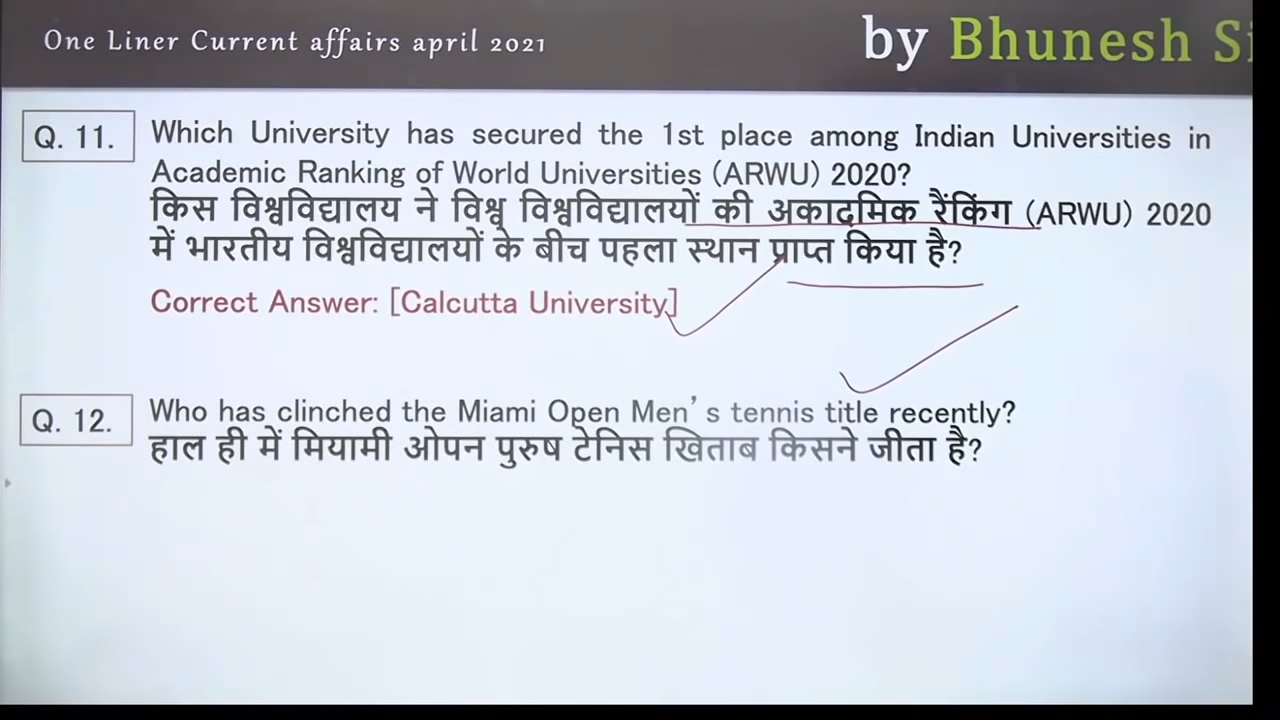 One Liner Current affairs april 2021
by Bhunesh
Q. 11.
Which University has secured the 1st place among Indian Universities in
Academic Ranking of World Universities (ARWU) 2020?
किस विश्वविद्यालय ने विश्व विश्वविद्यालयों की अकादमिक रैंकिंग (ARWU) 2020
में भारतीय विश्वविद्यालयों के बीच पहला स्थान प्राप्त किया है?
Correct Answer: [Calcutta University]
Q. 12.
Who has clinched the Miami Open Men's tennis title recently?
हाल ही में मियामी ओपन पुरुष टेनिस खिताब किसने जीता है?